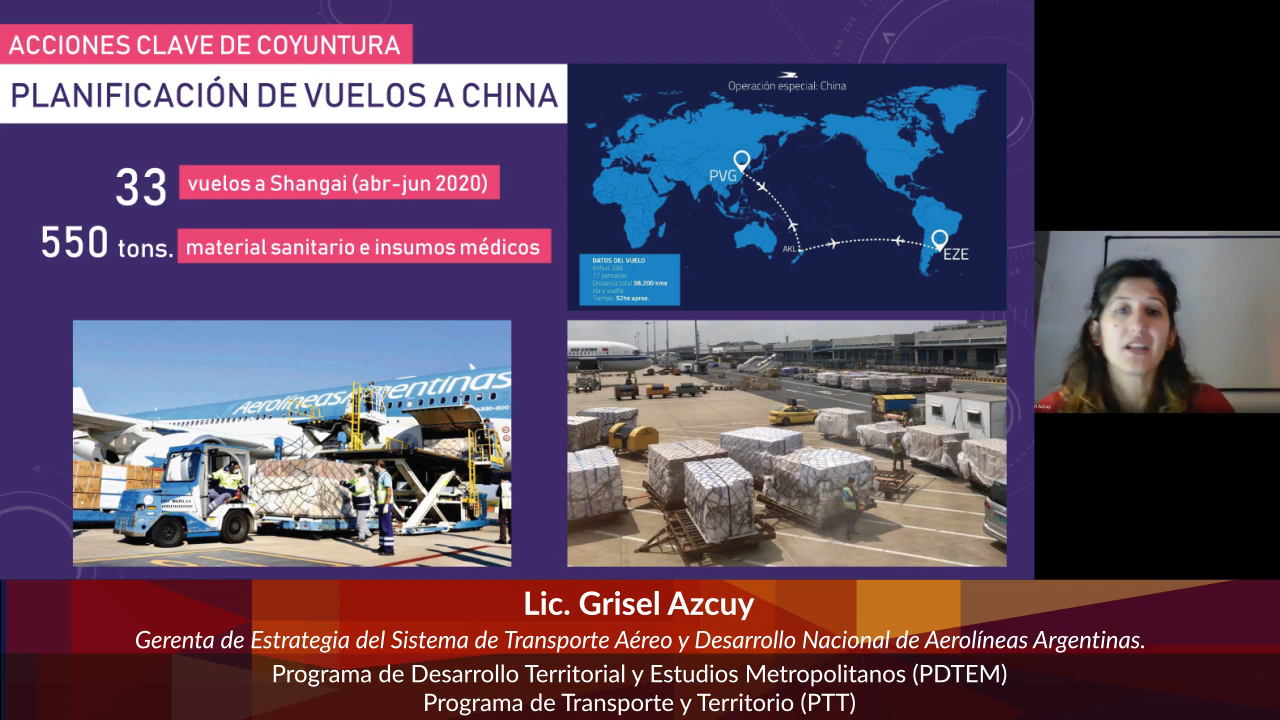 ACCIONES CLAVE DE COYUNTURA
PLANIFICACIÓN DE VUELOS A CHINA
33 vuelos a Shangai (abr-jun 2020)
550 tons. material sanitario e insumos médicos
Operación especial: China
PVG
AKL
EZE
DATOS DEL VUELO
Airbus 330
17 personas
Distancia total 38.200 kms
ida y vuelta
Tiempo: 52hs aprox.
Aerolíneas Argentinas
Azcuy
Lic. Grisel Azcuy
Gerenta de Estrategia del Sistema de Transporte Aéreo y Desarrollo Nacional de Aerolíneas Argentinas.
Programa de Desarrollo Territorial y Estudios Metropolitanos (PDTEM)
Programa de Transporte y Territorio (PTT)